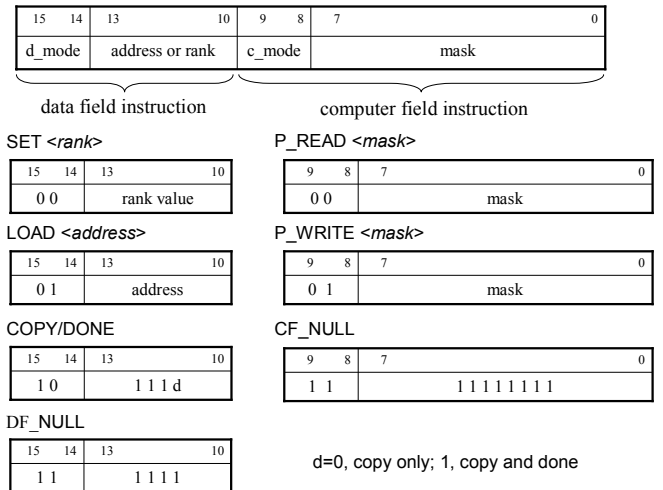 15 14 13 10 9 8 7 0
d_mode address or rank c_mode mask
data field instruction computer field instruction
SET <rank>
15 14 13 10
0 0 rank value
LOAD <address>
15 14 13 10
0 1 address
COPY/DONE
15 14 13 10
1 0 1 1 1 d
DF_NULL
15 14 13 10
1 1 1 1 1 1
P_READ <mask>
9 8 7 0
0 0 mask
P_WRITE <mask>
9 8 7 0
0 1 mask
CF_NULL
9 8 7 0
1 1 1 1 1 1 1 1 1 1
d=0, copy only; 1, copy and done